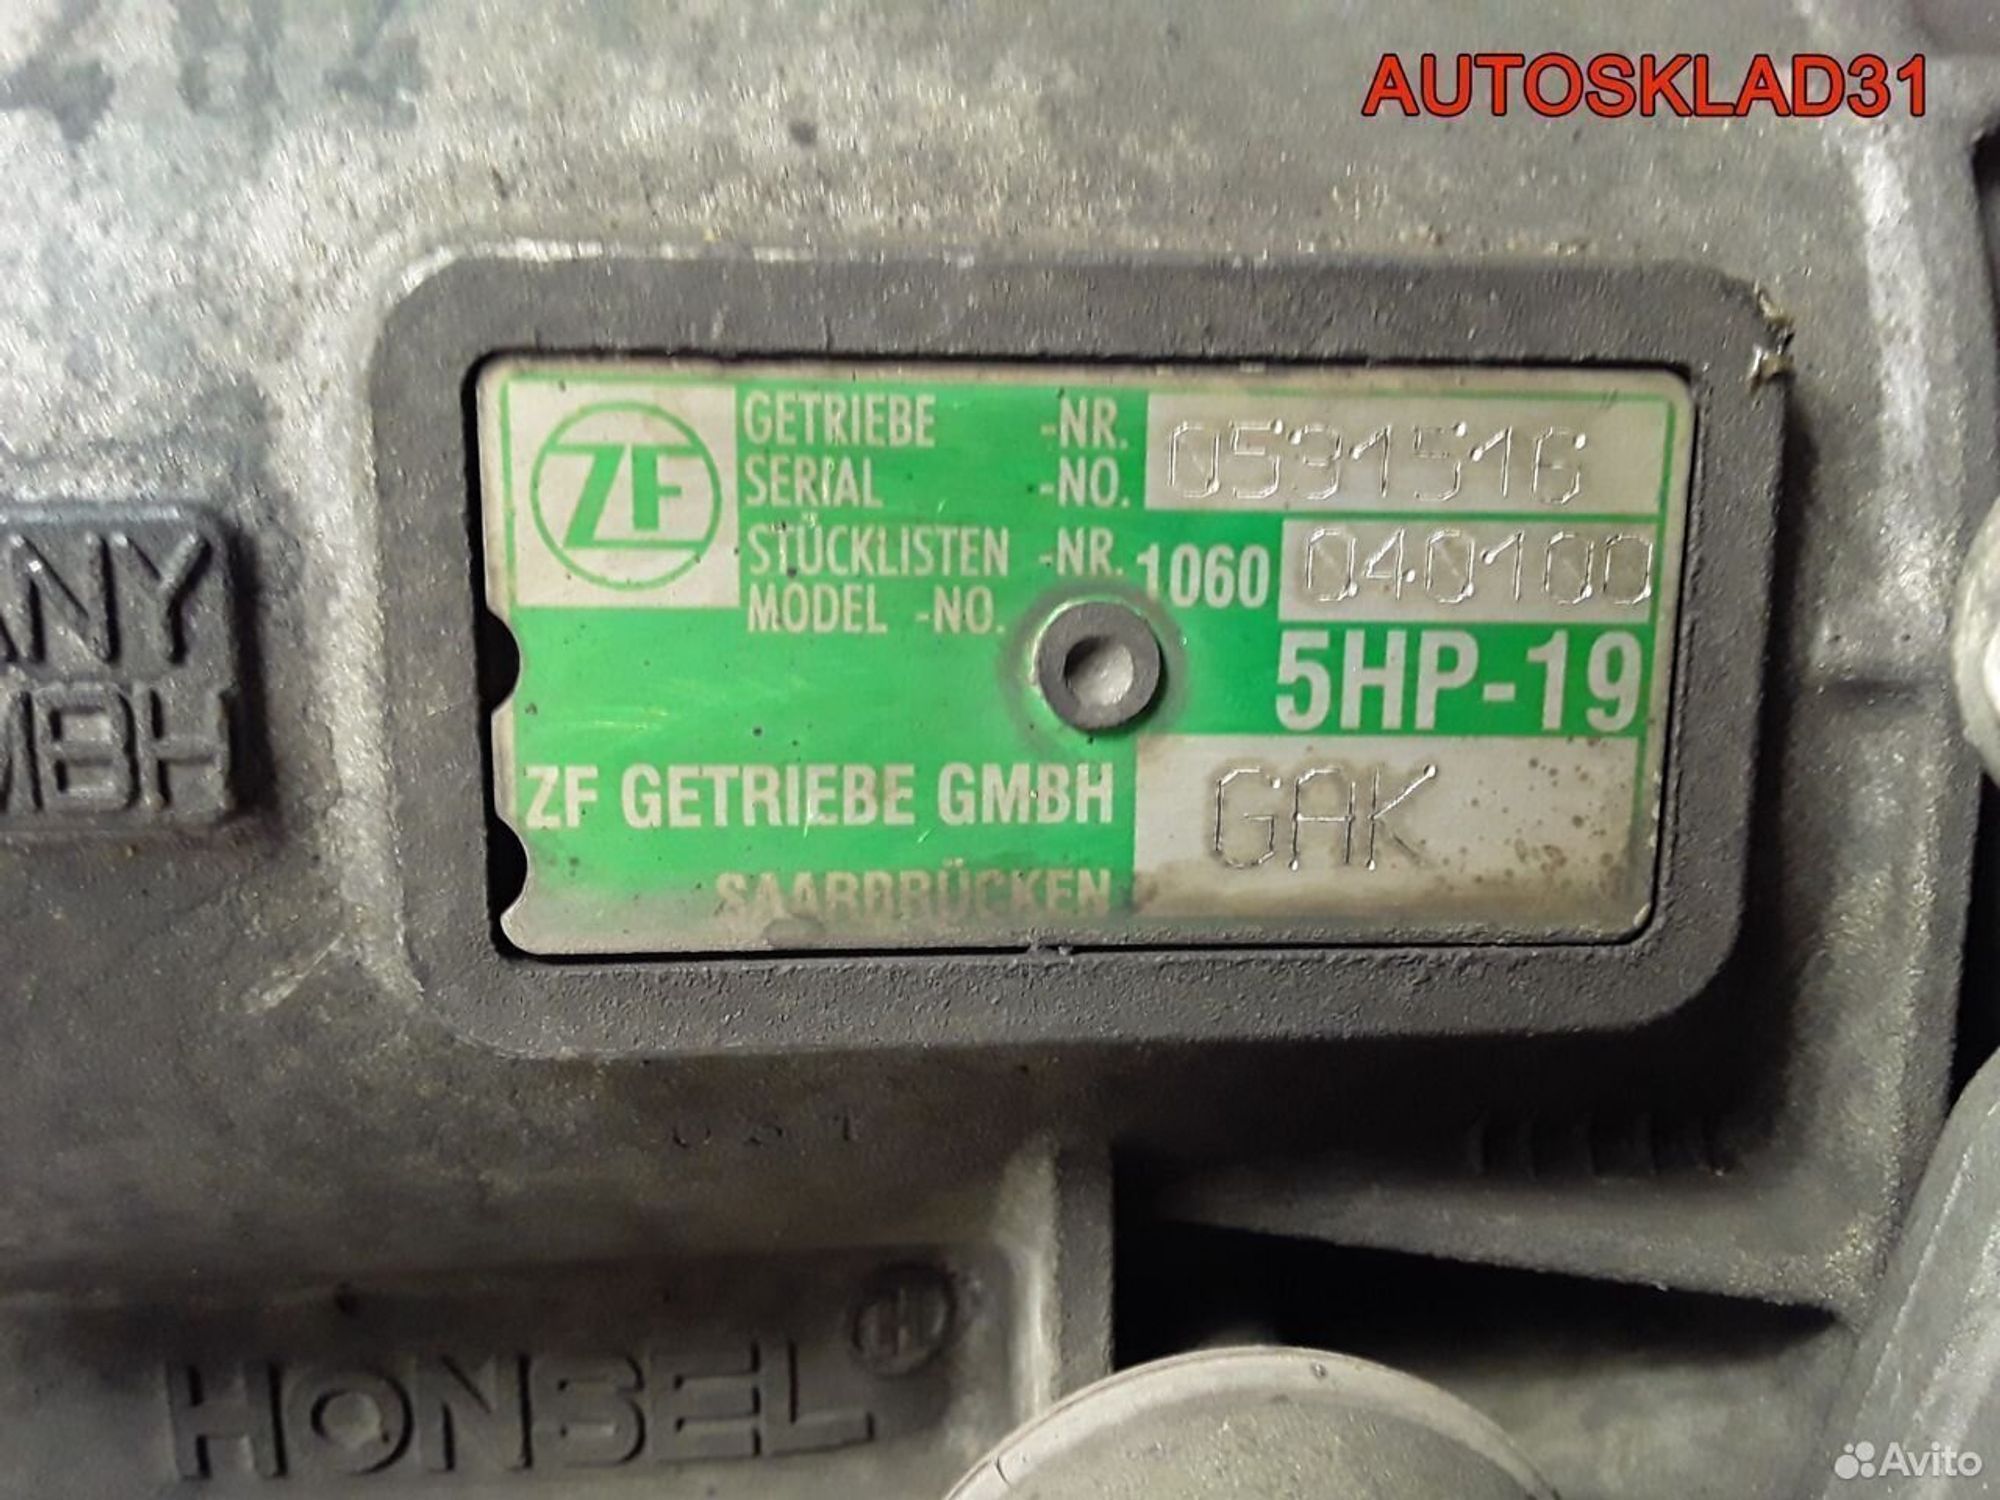 AUTOSKLAD31
ZF
GETRIEBE -NR. 0591516
SERIAL -NO.
STÜCKLISTEN -NR. 1060 040100
MODEL -NO.
5HP-19
ZF GETRIEBE GMBH GAK
SAARBRÜCKEN
ANY
MBH
HONSEL H
Avito